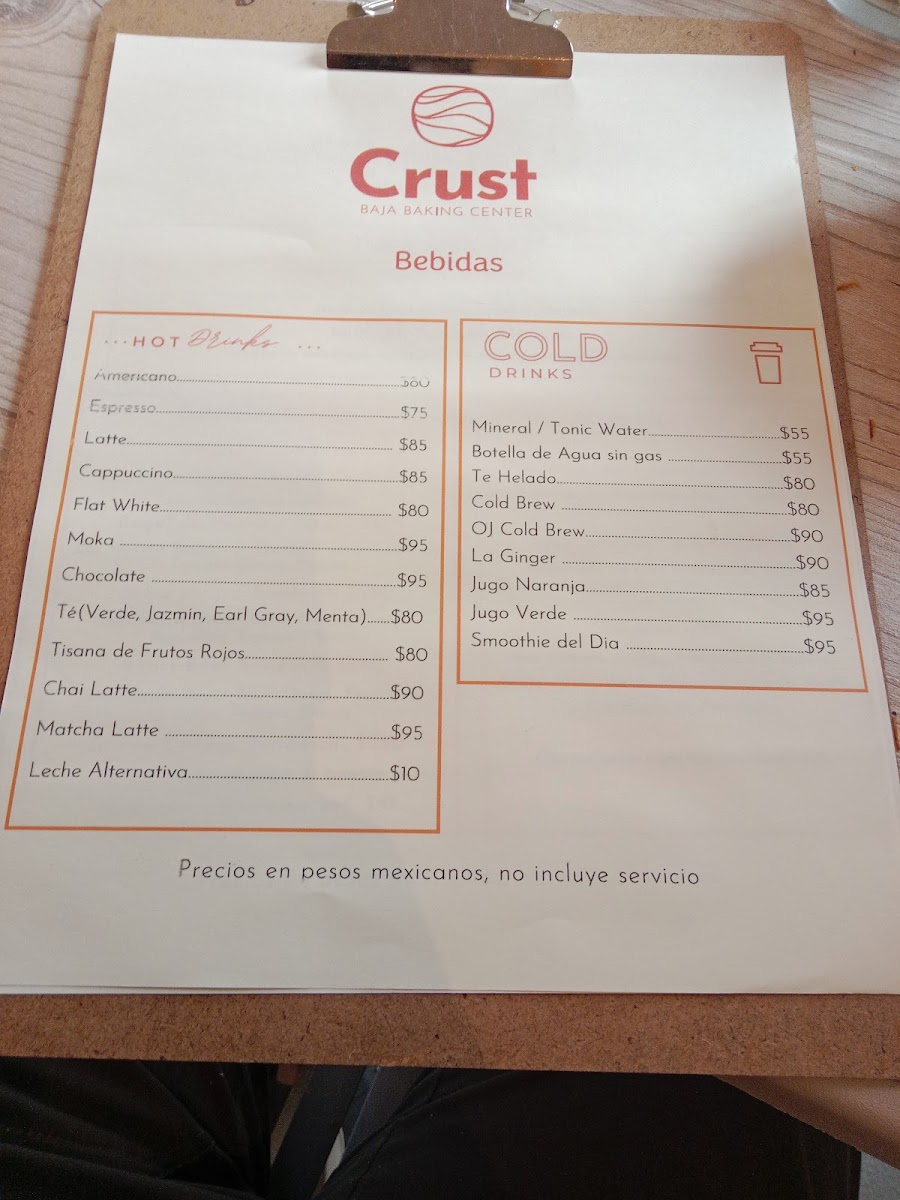 Crust
BAJA BAKING CENTER
Bebidas
...HOT Drinks ...
Americano
Espresso..............$75
Latte.............. $85
Cappuccino..............$85
Flat White.............. $80
Moka ..............$95
Chocolate ..............$95
Té(Verde, Jazmin, Earl Gray, Menta)......$80
Tisana de Frutos Rojos.............. $80
Chai Latte..............$90
Matcha Latte ..............$95
Leche Alternativa..............$10
COLD
DRINKS
Mineral / Tonic Water..............$55
Botella de Agua sin gas ..............$55
Te Helado..............$80
Cold Brew ..............$80
OJ Cold Brew..............$90
La Ginger ..............$90
Jugo Naranja..............$85
Jugo Verde ..............$95
Smoothie del Dia ..............$95
Precios en pesos mexicanos, no incluye servicio